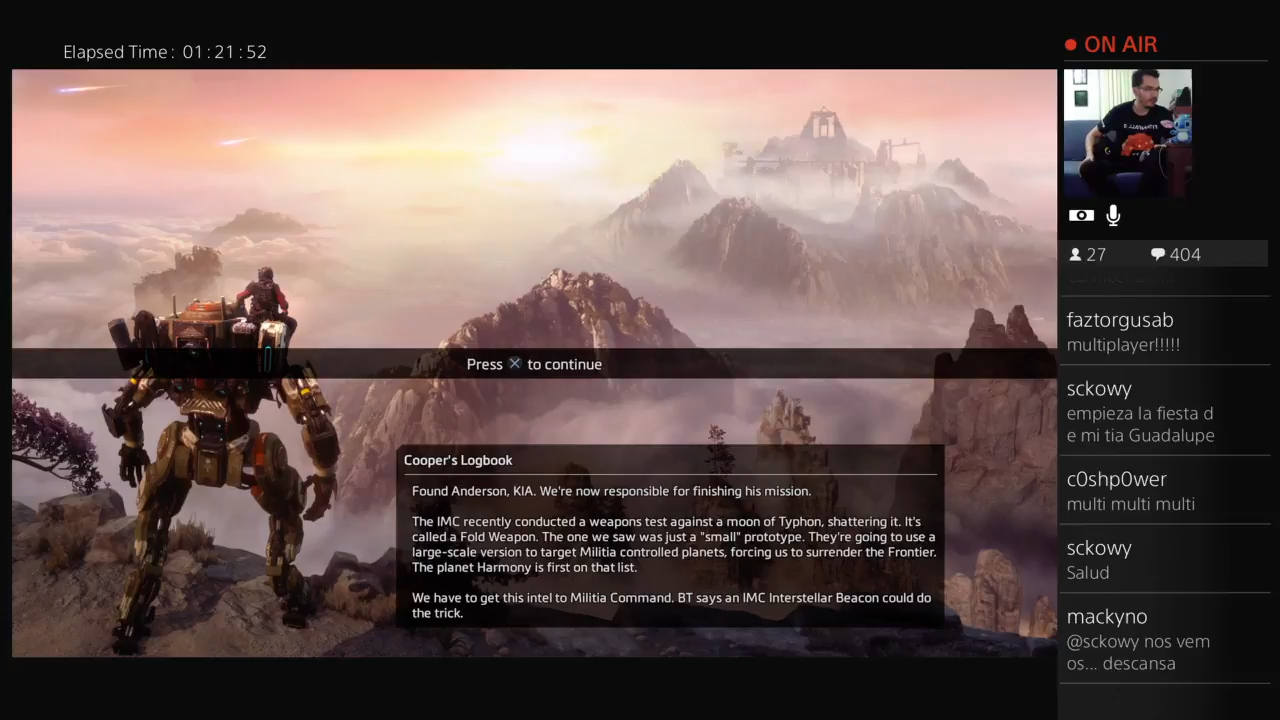 Elapsed Time: 01:21:52
ON AIR
27 404
faztorgusab
multiplayer!!!!!
sckowy
empieza la fiesta d
e mi tia Guadalupe
c0shp0wer
multi multi multi
sckowy
Salud
mackyno
@sckowy nos vem
os... descansa
Press to continue
Cooper's Logbook
Found Anderson, KIA. We're now responsible for finishing his mission.
The IMC recently conducted a weapons test against a moon of Typhon, shattering it. It's
called a Fold Weapon. The one we saw was just a "small" prototype. They're going to use a
large-scale version to target Militia controlled planets, forcing us to surrender the Frontier.
The planet Harmony is first on that list.
We have to get this intel to Militia Command. BT says an IMC Interstellar Beacon could do
the trick.